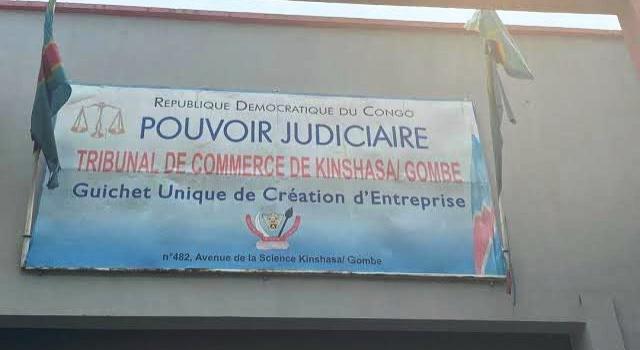 REPUBLIQUE DEMOCRATIQUE DU CONGO
POUVOIR JUDICIAIRE
TRIBUNAL DE COMMERCE DE KINSHASA/ GOMBE
Guichet Unique de Création d'Entreprise
n°482, Avenue de la Science Kinshasa/ Gombe